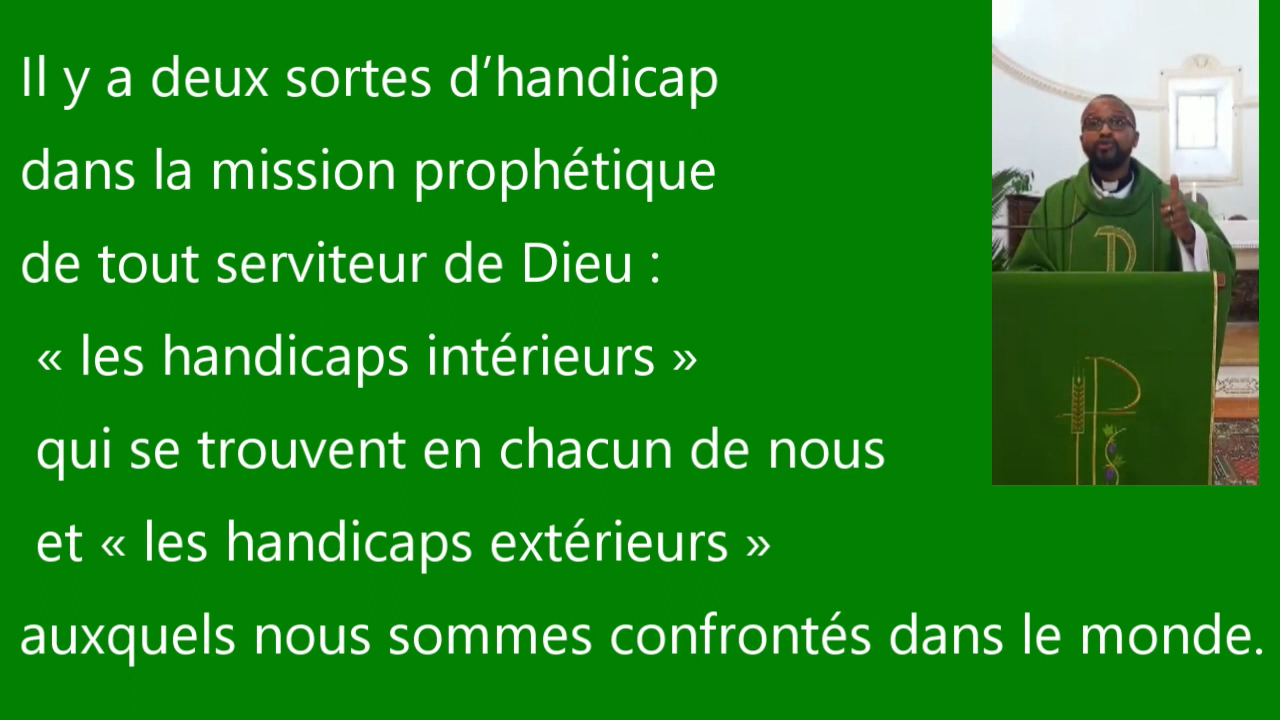 Il y a deux sortes d’handicap
dans la mission prophétique
de tout serviteur de Dieu :
« les handicaps intérieurs »
qui se trouvent en chacun de nous
et « les handicaps extérieurs »
auxquels nous sommes confrontés dans le monde.